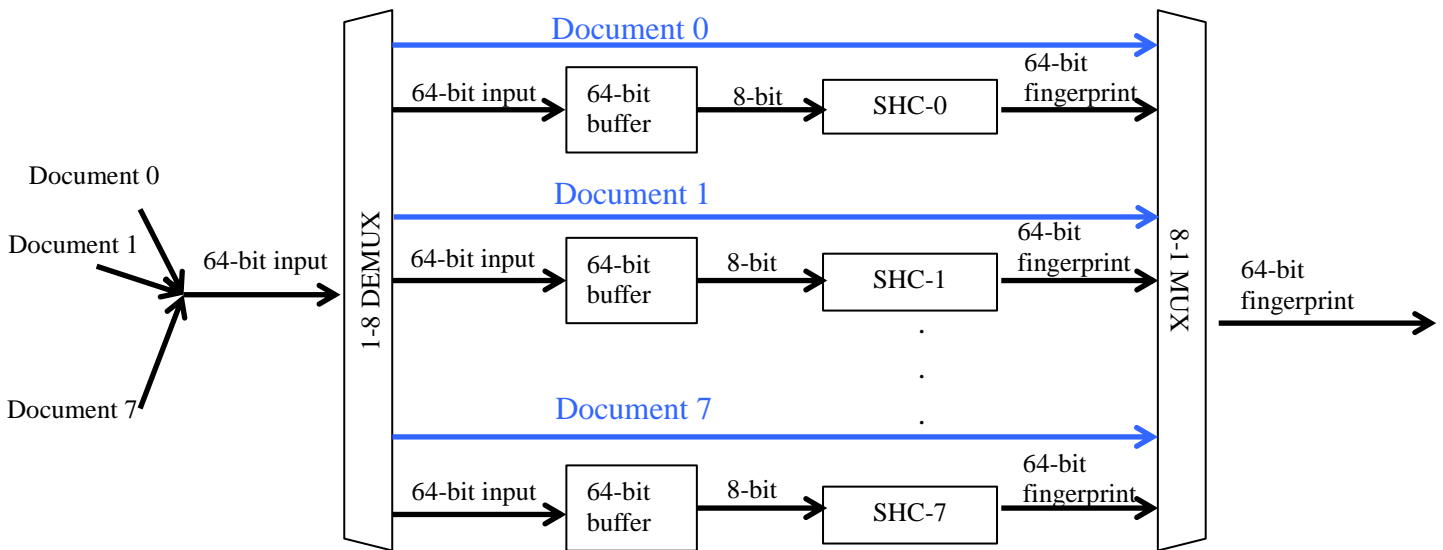 Document 0
64-bit input
64-bit
buffer
8-bit
SHC-0
64-bit
fingerprint
Document 0
Document 1
Document 7
64-bit input
1-8 DEMUX
Document 1
64-bit input
64-bit
buffer
8-bit
SHC-1
64-bit
fingerprint
.
.
.
Document 7
64-bit input
64-bit
buffer
8-bit
SHC-7
64-bit
fingerprint
8-1 MUX
64-bit
fingerprint